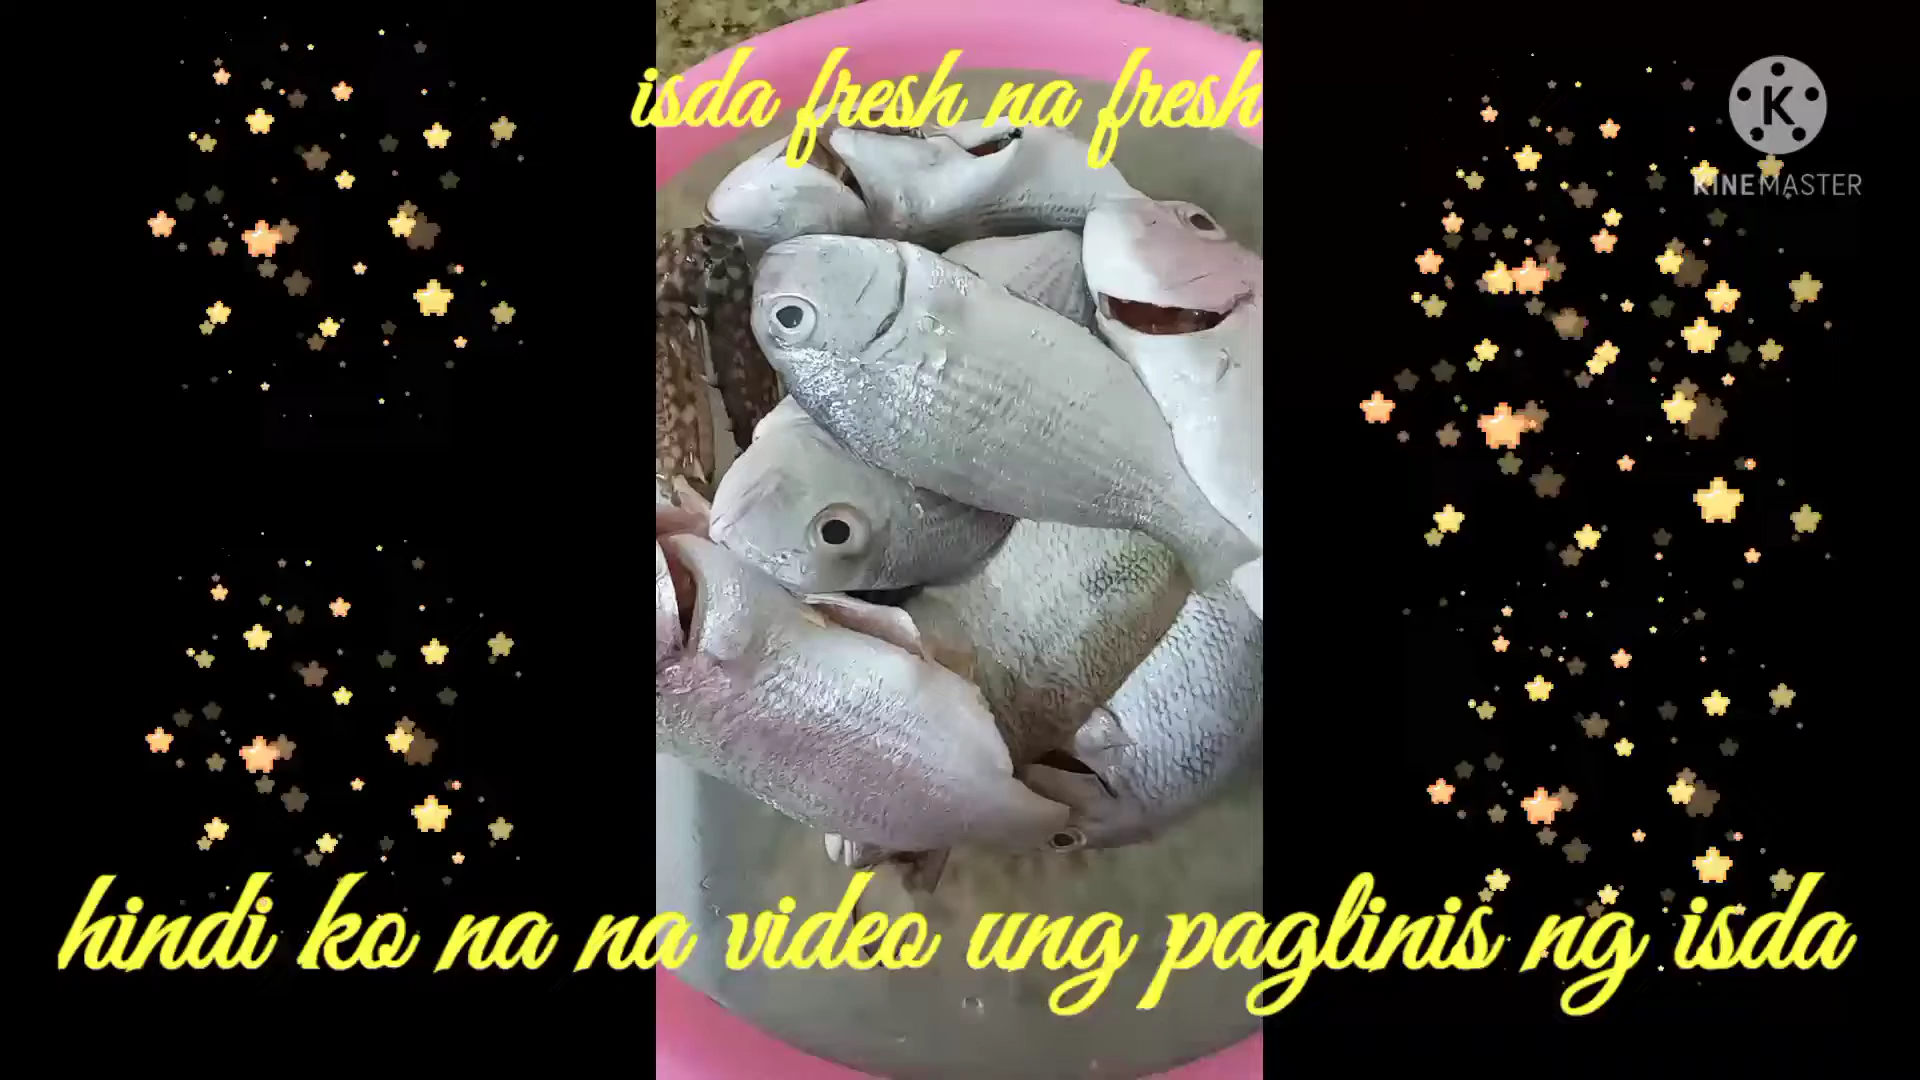 isda fresh na fresh
K
KINEMASTER
hindi ko na na video ung paglinis ng isda